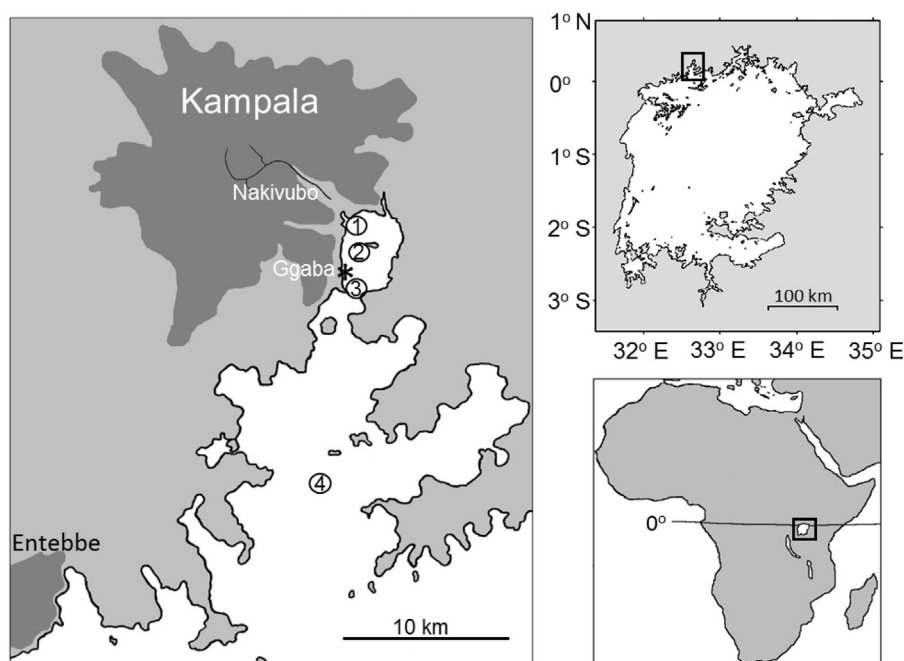 Kampala
Nakivubo
①
②
Ggaba *
③
④
Entebbe
10 km
1° N
0°
1° S
2° S
3° S
100 km
32° E 33° E 34° E 35° E
0°